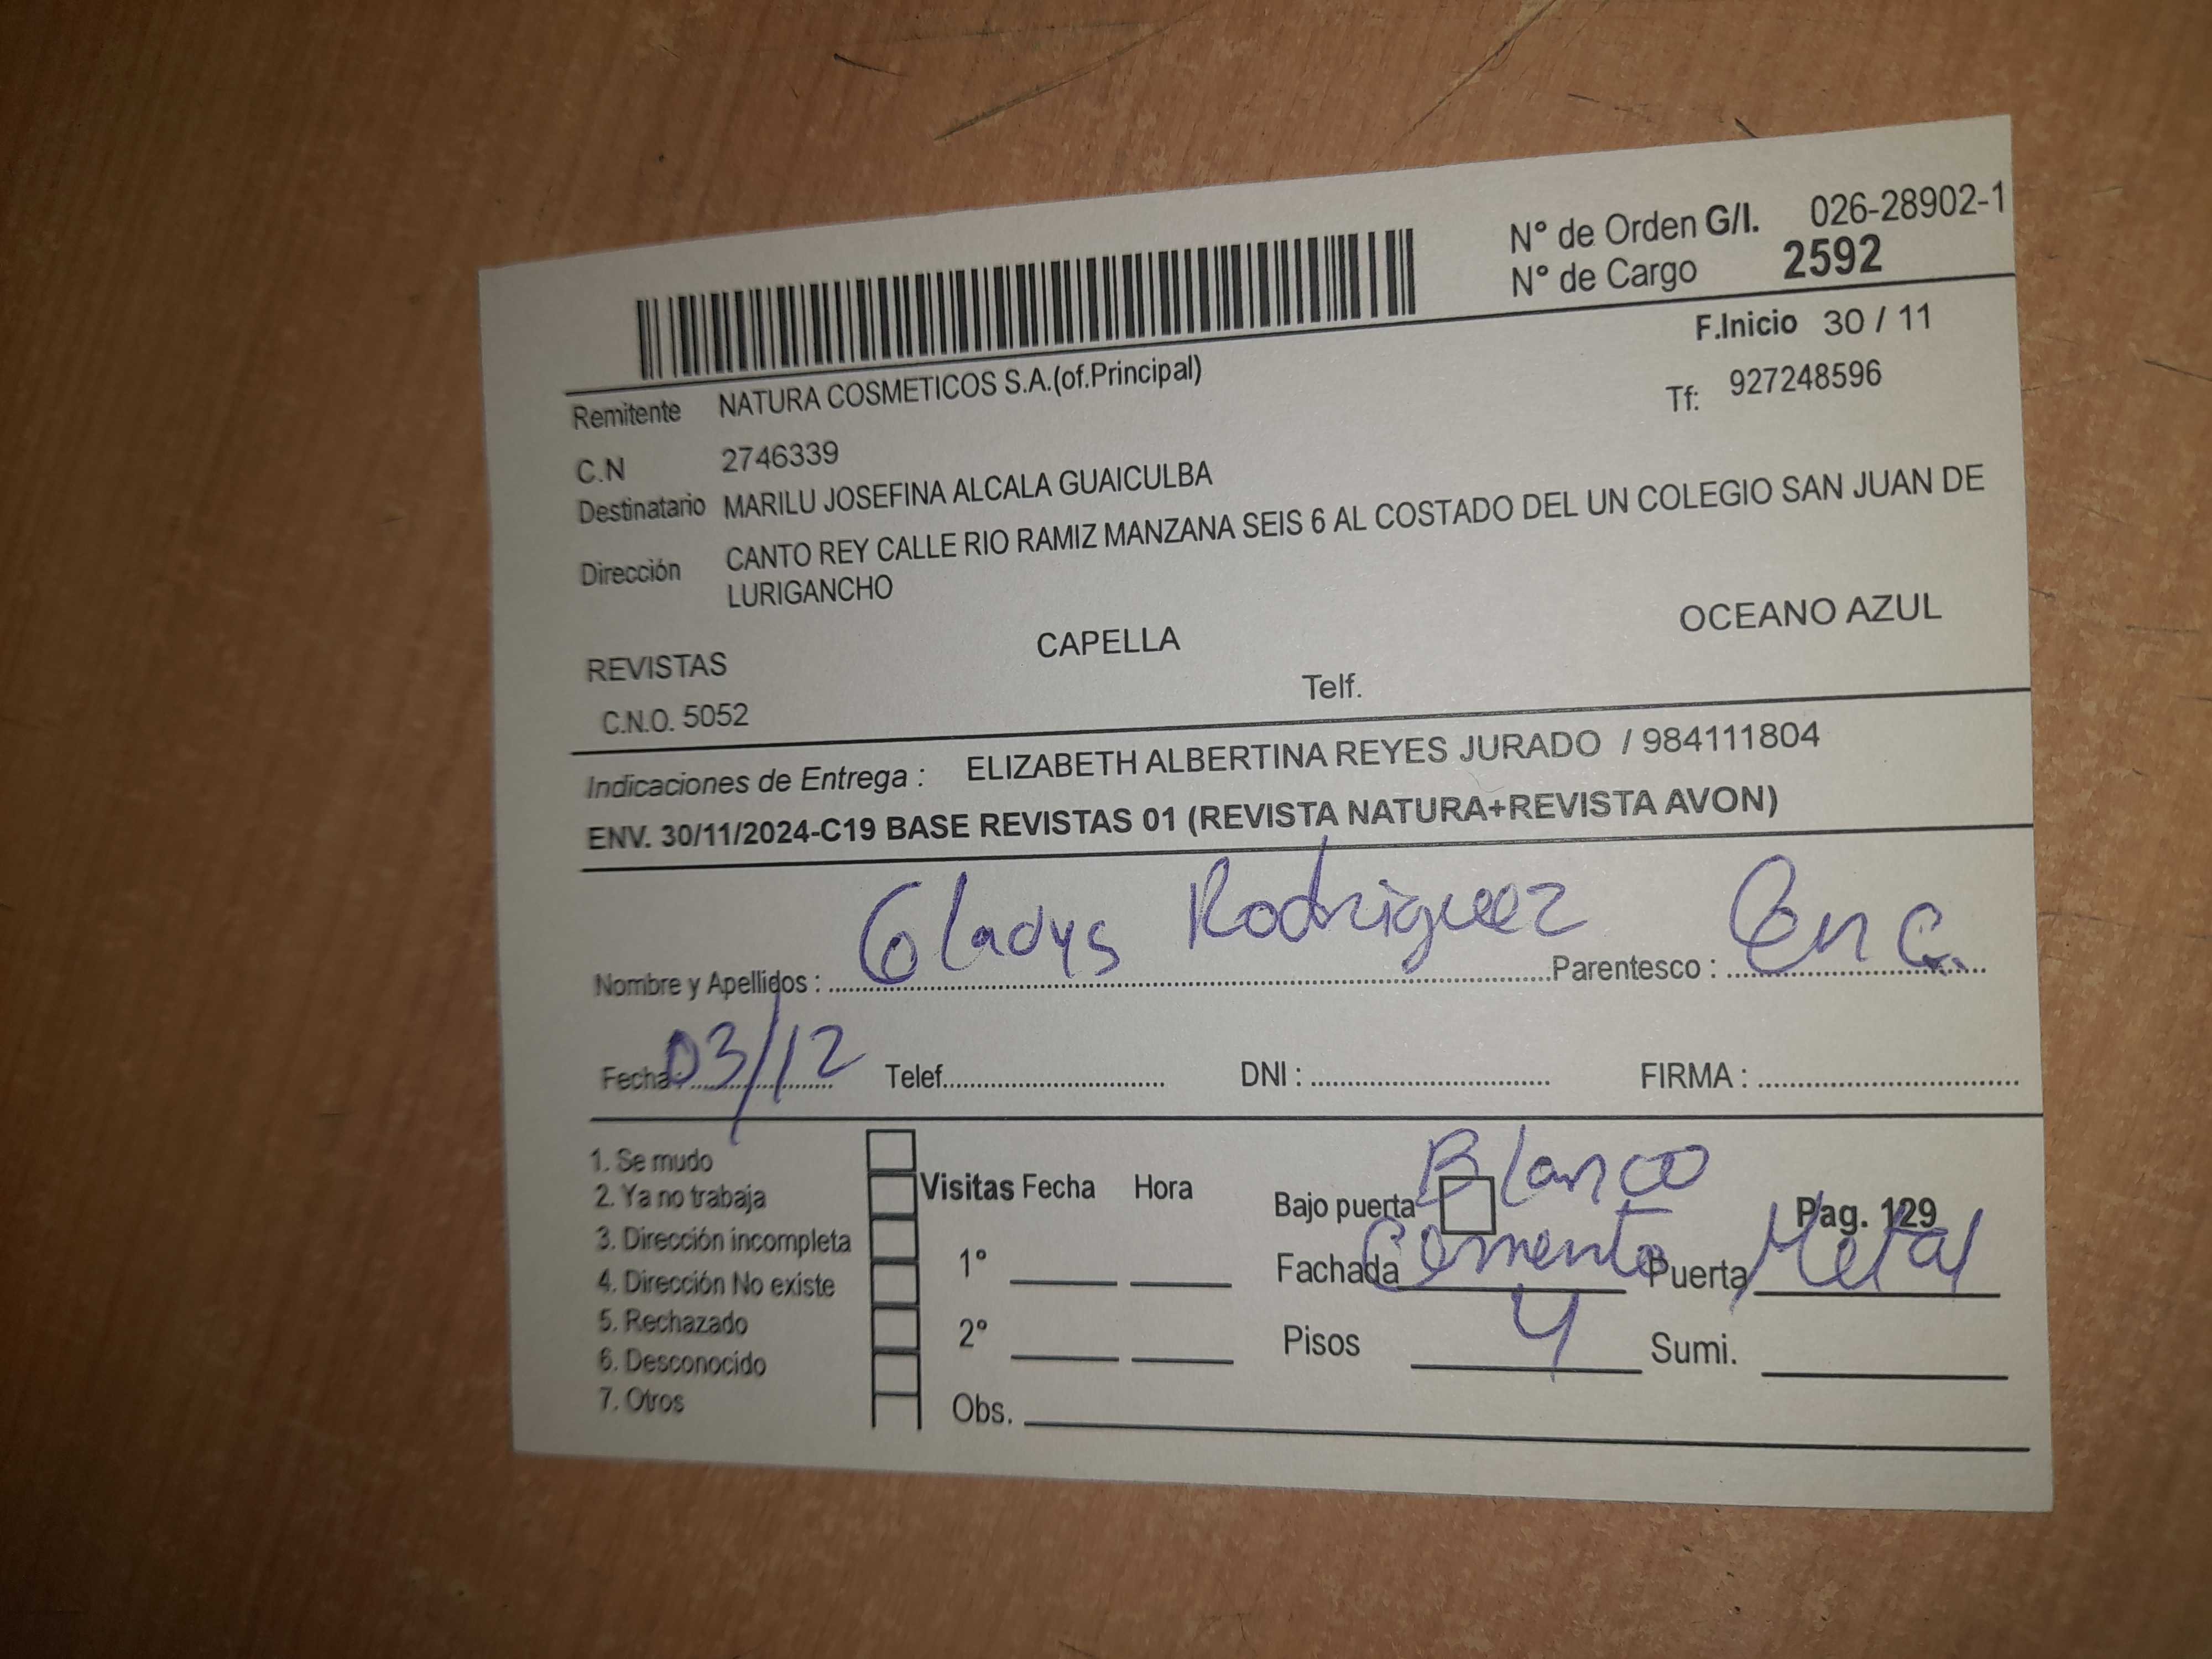 N° de Orden G/I. 026-28902-1
N° de Cargo 2592
F.Inicio 30 / 11
Remitente NATURA COSMETICOS S.A.(of.Principal)
Tf: 927248596
C.N 2746339
Destinatario MARILU JOSEFINA ALCALA GUAICULBA
Dirección CANTO REY CALLE RIO RAMIZ MANZANA SEIS 6 AL COSTADO DEL UN COLEGIO SAN JUAN DE
LURIGANCHO
REVISTAS CAPELLA OCEANO AZUL
C.N.O. 5052 Telf.
Indicaciones de Entrega : ELIZABETH ALBERTINA REYES JURADO / 984111804
ENV. 30/11/2024-C19 BASE REVISTAS 01 (REVISTA NATURA+REVISTA AVON)
Nombre y Apellidos : Gladys Rodriguez Parentesco : Enc.
Fecha : 03/12 Telef. DNI : FIRMA :
1. Se mudo
2. Ya no trabaja
3. Dirección incompleta
4. Dirección No existe
5. Rechazado
6. Desconocido
7. Otros
Visitas Fecha Hora
1°
2°
Obs.
Blanco
Bajo puerta Pag. 129
Fachada Cemento Puerta Metal
Pisos 4 Sumi.